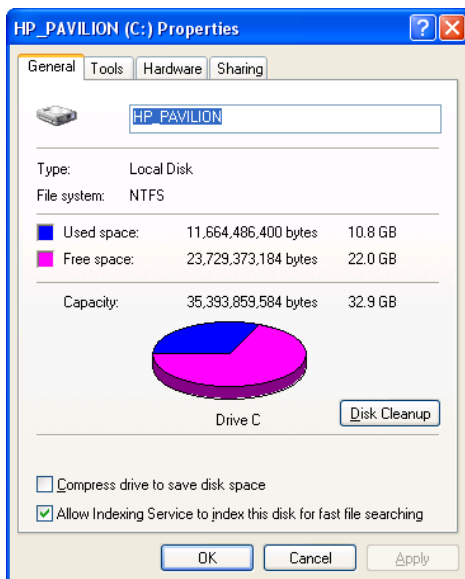 HP_PAVILION (C:) Properties
General Tools Hardware Sharing
HP_PAVILION
Type: Local Disk
File system: NTFS
Used space: 11,664,486,400 bytes 10.8 GB
Free space: 23,729,373,184 bytes 22.0 GB
Capacity: 35,393,859,584 bytes 32.9 GB
Drive C
Disk Cleanup
Compress drive to save disk space
Allow Indexing Service to index this disk for fast file searching
OK Cancel Apply